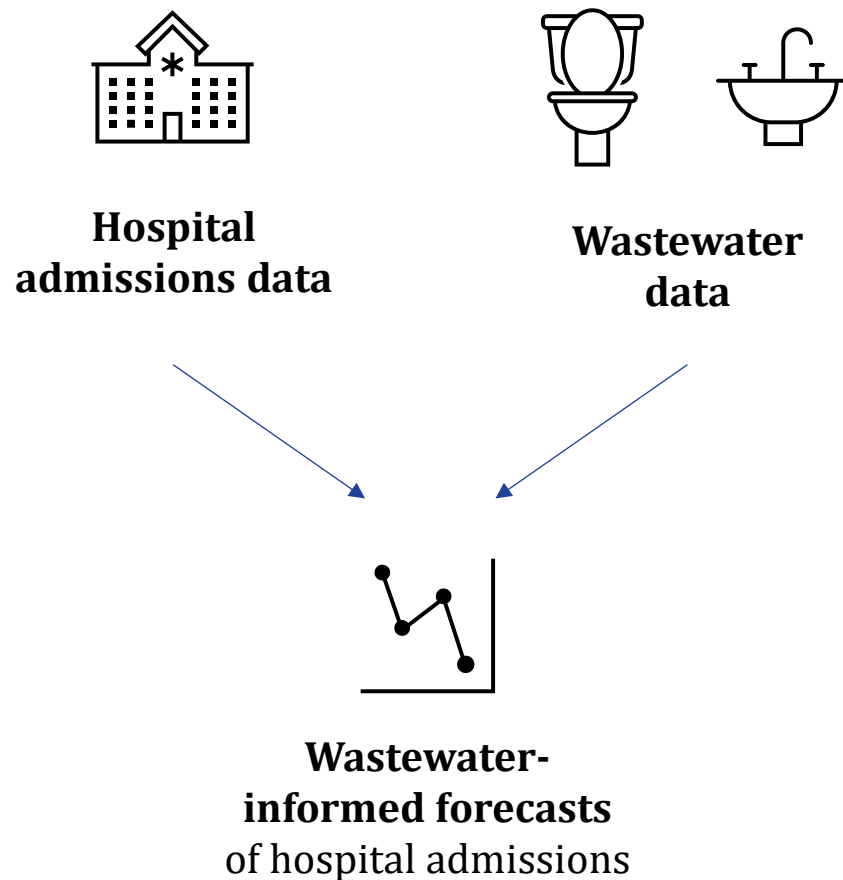 Hospital
admissions data
Wastewater
data
Wastewater-
informed forecasts
of hospital admissions